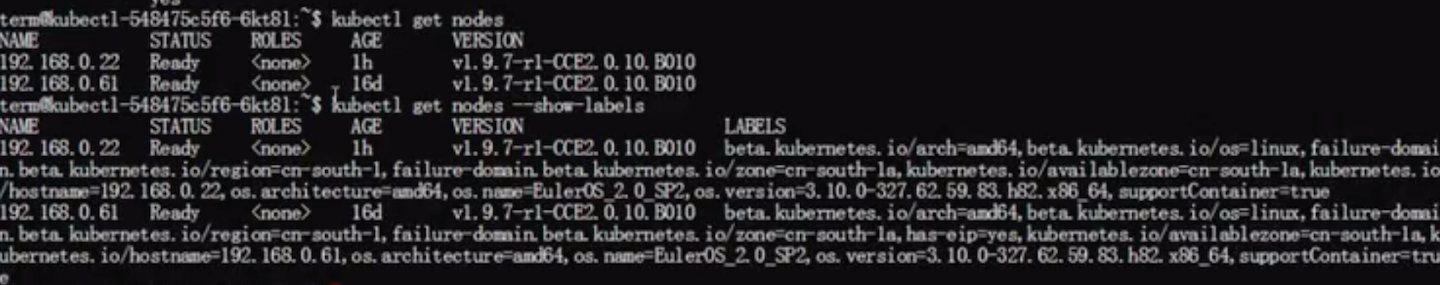 yes
term@kubectl-548475c5f6-6kt8l:~$ kubectl get nodes
NAME STATUS ROLES AGE VERSION
192.168.0.22 Ready <none> 1h v1.9.7-r1-CCE2.0.10.B010
192.168.0.61 Ready <none> 16d v1.9.7-r1-CCE2.0.10.B010
term@kubectl-548475c5f6-6kt8l:~$ kubectl get nodes --show-labels
NAME STATUS ROLES AGE VERSION LABELS
192.168.0.22 Ready <none> 1h v1.9.7-r1-CCE2.0.10.B010 beta.kubernetes.io/arch=amd64,beta.kubernetes.io/os=linux,failure-domai
n.beta.kubernetes.io/region=cn-south-1,failure-domain.beta.kubernetes.io/zone=cn-south-1a,kubernetes.io/availablezone=cn-south-1a,kubernetes.io
/hostname=192.168.0.22,os.architecture=amd64,os.name=EulerOS_2.0_SP2,os.version=3.10.0-327.62.59.83.h82.x86_64,supportContainer=true
192.168.0.61 Ready <none> 16d v1.9.7-r1-CCE2.0.10.B010 beta.kubernetes.io/arch=amd64,beta.kubernetes.io/os=linux,failure-domai
n.beta.kubernetes.io/region=cn-south-1,failure-domain.beta.kubernetes.io/zone=cn-south-1a,has-eip=yes,kubernetes.io/availablezone=cn-south-1a,k
ubernetes.io/hostname=192.168.0.61,os.architecture=amd64,os.name=EulerOS_2.0_SP2,os.version=3.10.0-327.62.59.83.h82.x86_64,supportContainer=tru
e